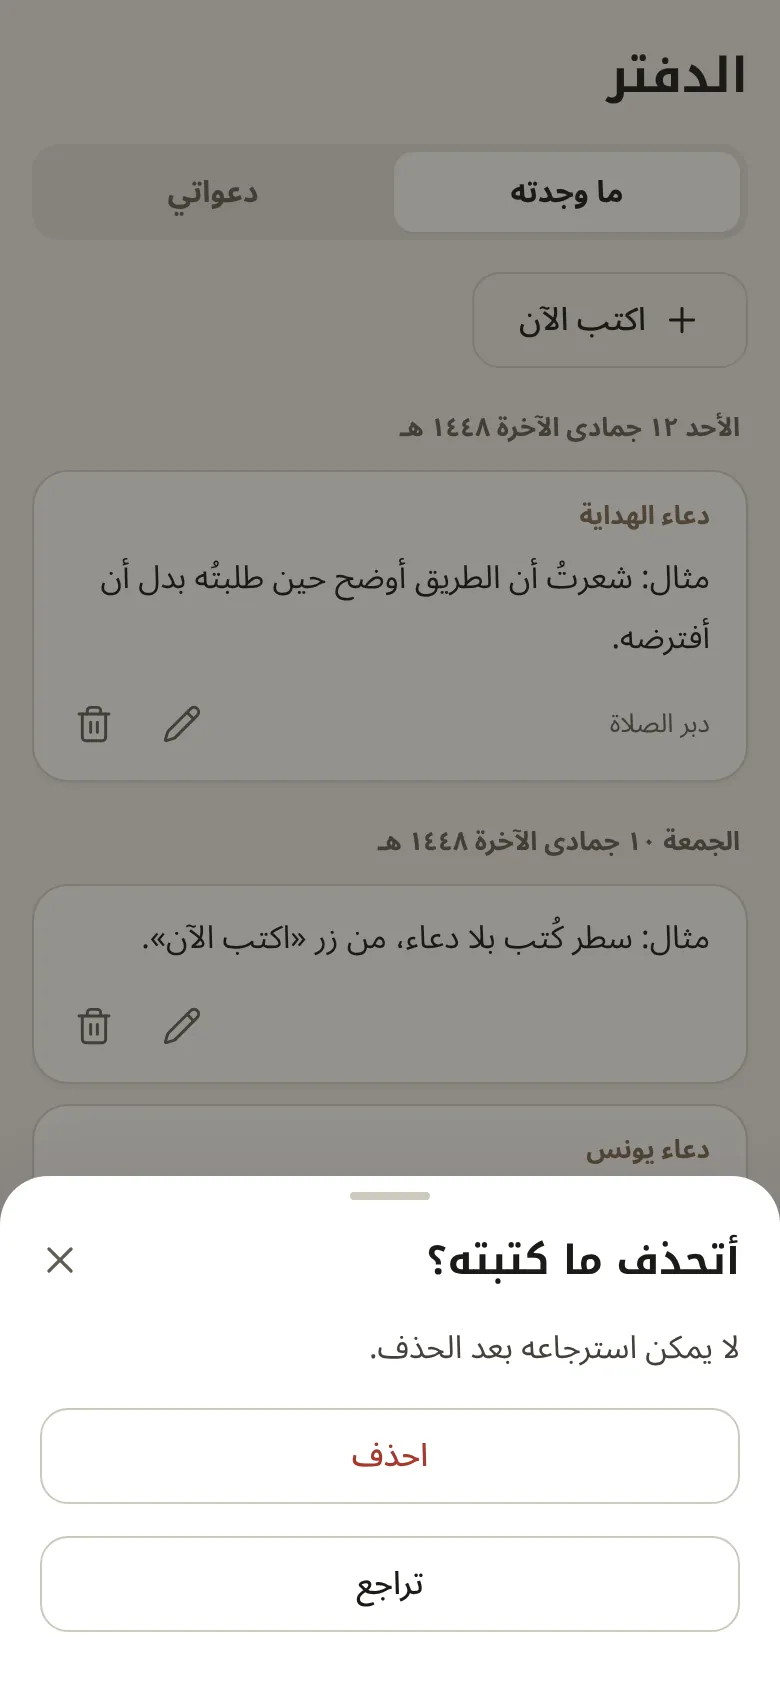 الدفتر
ما وجدته
دعواتي
اكتب الآن
الأحد ١٢ جمادى الآخرة ١٤٤٨ هـ
دعاء الهداية
مثال: شعرتُ أن الطريق أوضح حين طلبتُه بدل أن
أفترضه.
دبر الصلاة
الجمعة ١٠ جمادى الآخرة ١٤٤٨ هـ
مثال: سطر كُتب بلا دعاء، من زر «اكتب الآن».
دعاء يونس
أتحذف ما كتبته؟
لا يمكن استرجاعه بعد الحذف.
احذف
تراجع